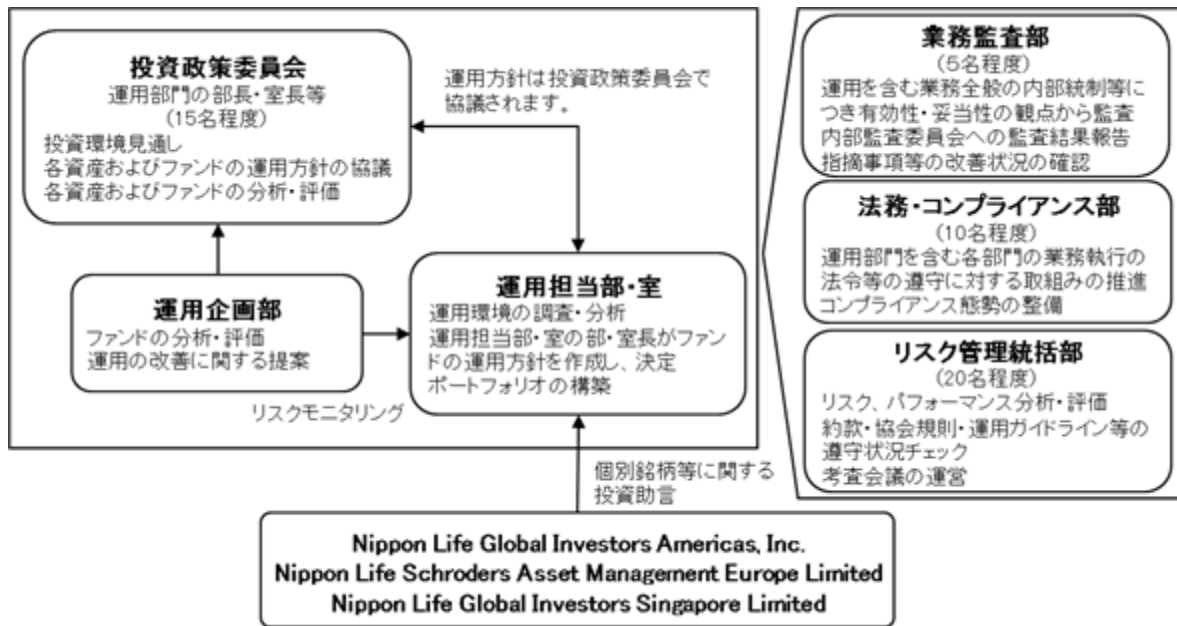 投資政策委員会
運用部門の部長・室長等
(15名程度)
投資環境見通し
各資産およびファンドの運用方針の協議
各資産およびファンドの分析・評価
運用方針は投資政策委員会で
協議されます。
運用企画部
ファンドの分析・評価
運用の改善に関する提案
リスクモニタリング
運用担当部・室
運用環境の調査・分析
運用担当部・室の部・室長がファン
ドの運用方針を作成し、決定
ポートフォリオの構築
個別銘柄等に関する
投資助言
Nippon Life Global Investors Americas, Inc.
Nippon Life Schroders Asset Management Europe Limited
Nippon Life Global Investors Singapore Limited
業務監査部
(5名程度)
運用を含む業務全般の内部統制等に
つき有効性・妥当性の観点から監査
内部監査委員会への監査結果報告
指摘事項等の改善状況の確認
法務・コンプライアンス部
(10名程度)
運用部門を含む各部門の業務執行の
法令等の遵守に対する取組みの推進
コンプライアンス態勢の整備
リスク管理統括部
(20名程度)
リスク、パフォーマンス分析・評価
約款・協会規則・運用ガイドライン等の
遵守状況チェック
考査会議の運営